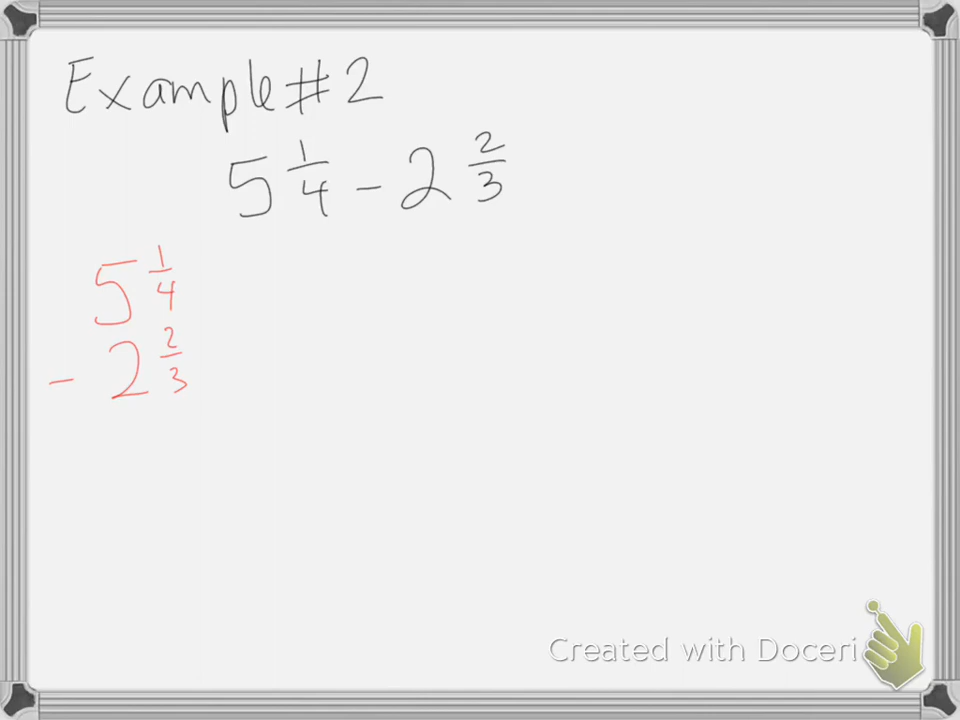 Example #2
5 1/4 - 2 2/3
5 1/4
- 2 2/3
Created with Doceri